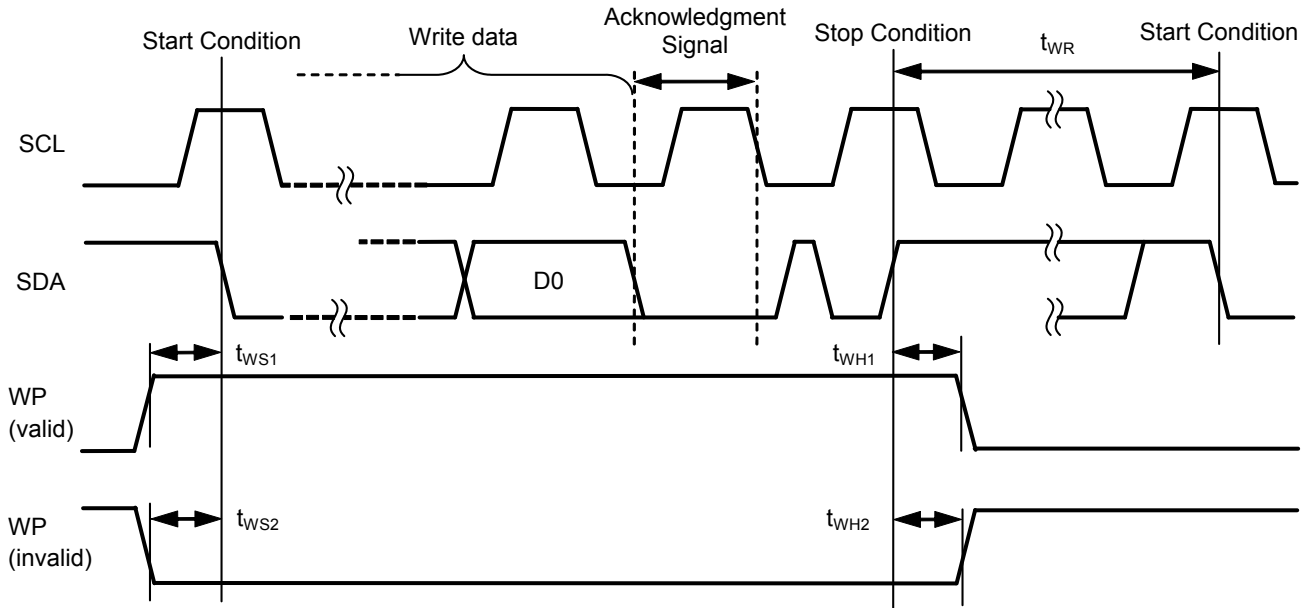 Acknowledgment
Signal
Start Condition
Write data
Stop Condition
tWR
Start Condition
SCL
SDA
D0
tWS1
tWH1
WP
(valid)
tWS2
tWH2
WP
(invalid)